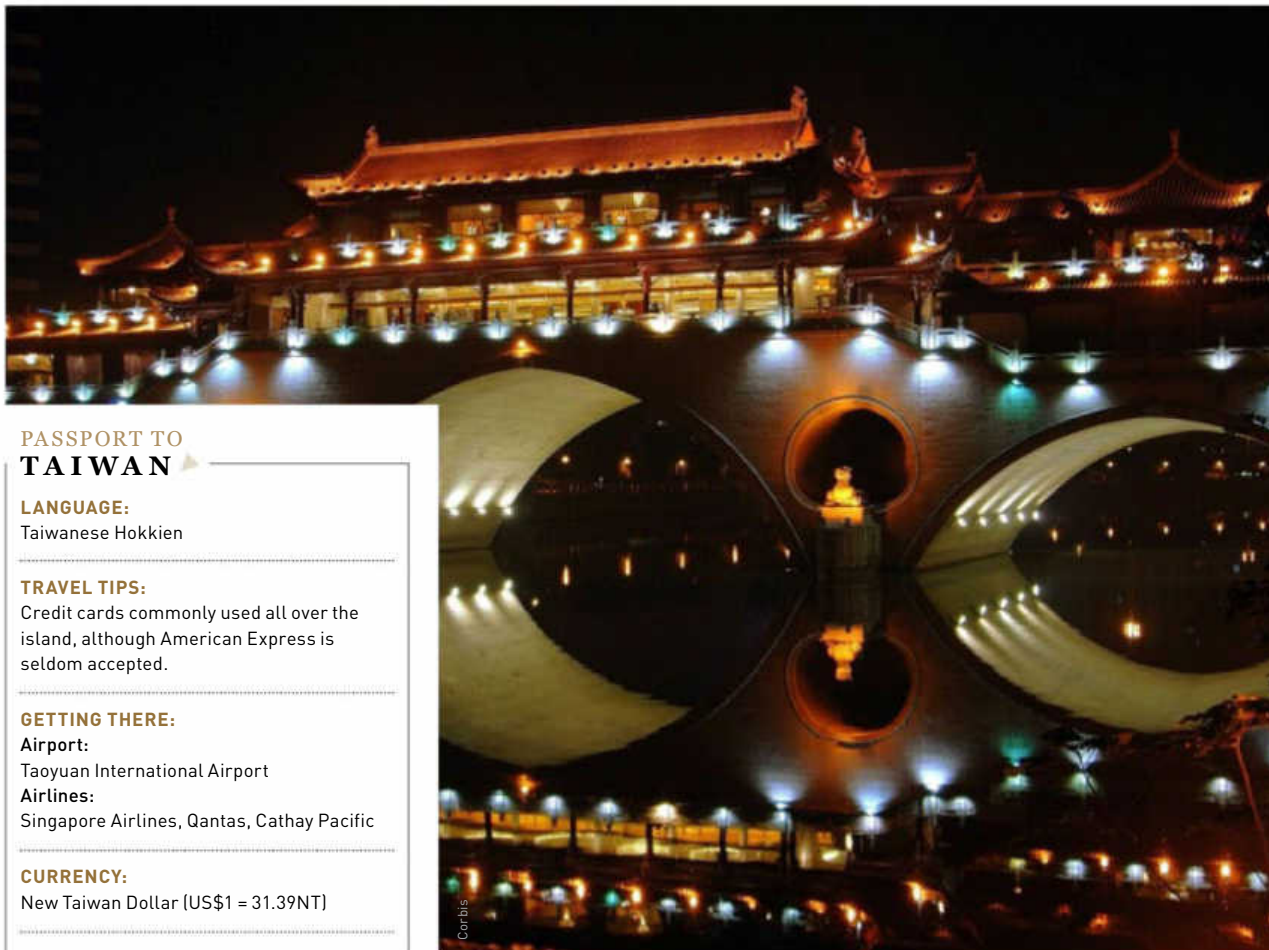 PASSPORT TO
TAIWAN
LANGUAGE:
Taiwanese Hokkien
TRAVEL TIPS:
Credit cards commonly used all over the
island, although American Express is
seldom accepted.
GETTING THERE:
Airport:
Taoyuan International Airport
Airlines:
Singapore Airlines, Qantas, Cathay Pacific
CURRENCY:
New Taiwan Dollar (US$1 = 31.39NT)
Corbis